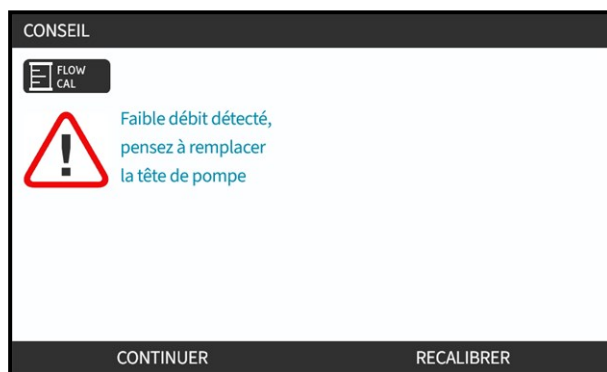 CONSEIL
FLOW
CAL
Faible débit détecté,
pensez à remplacer
la tête de pompe
CONTINUER RECALIBRER